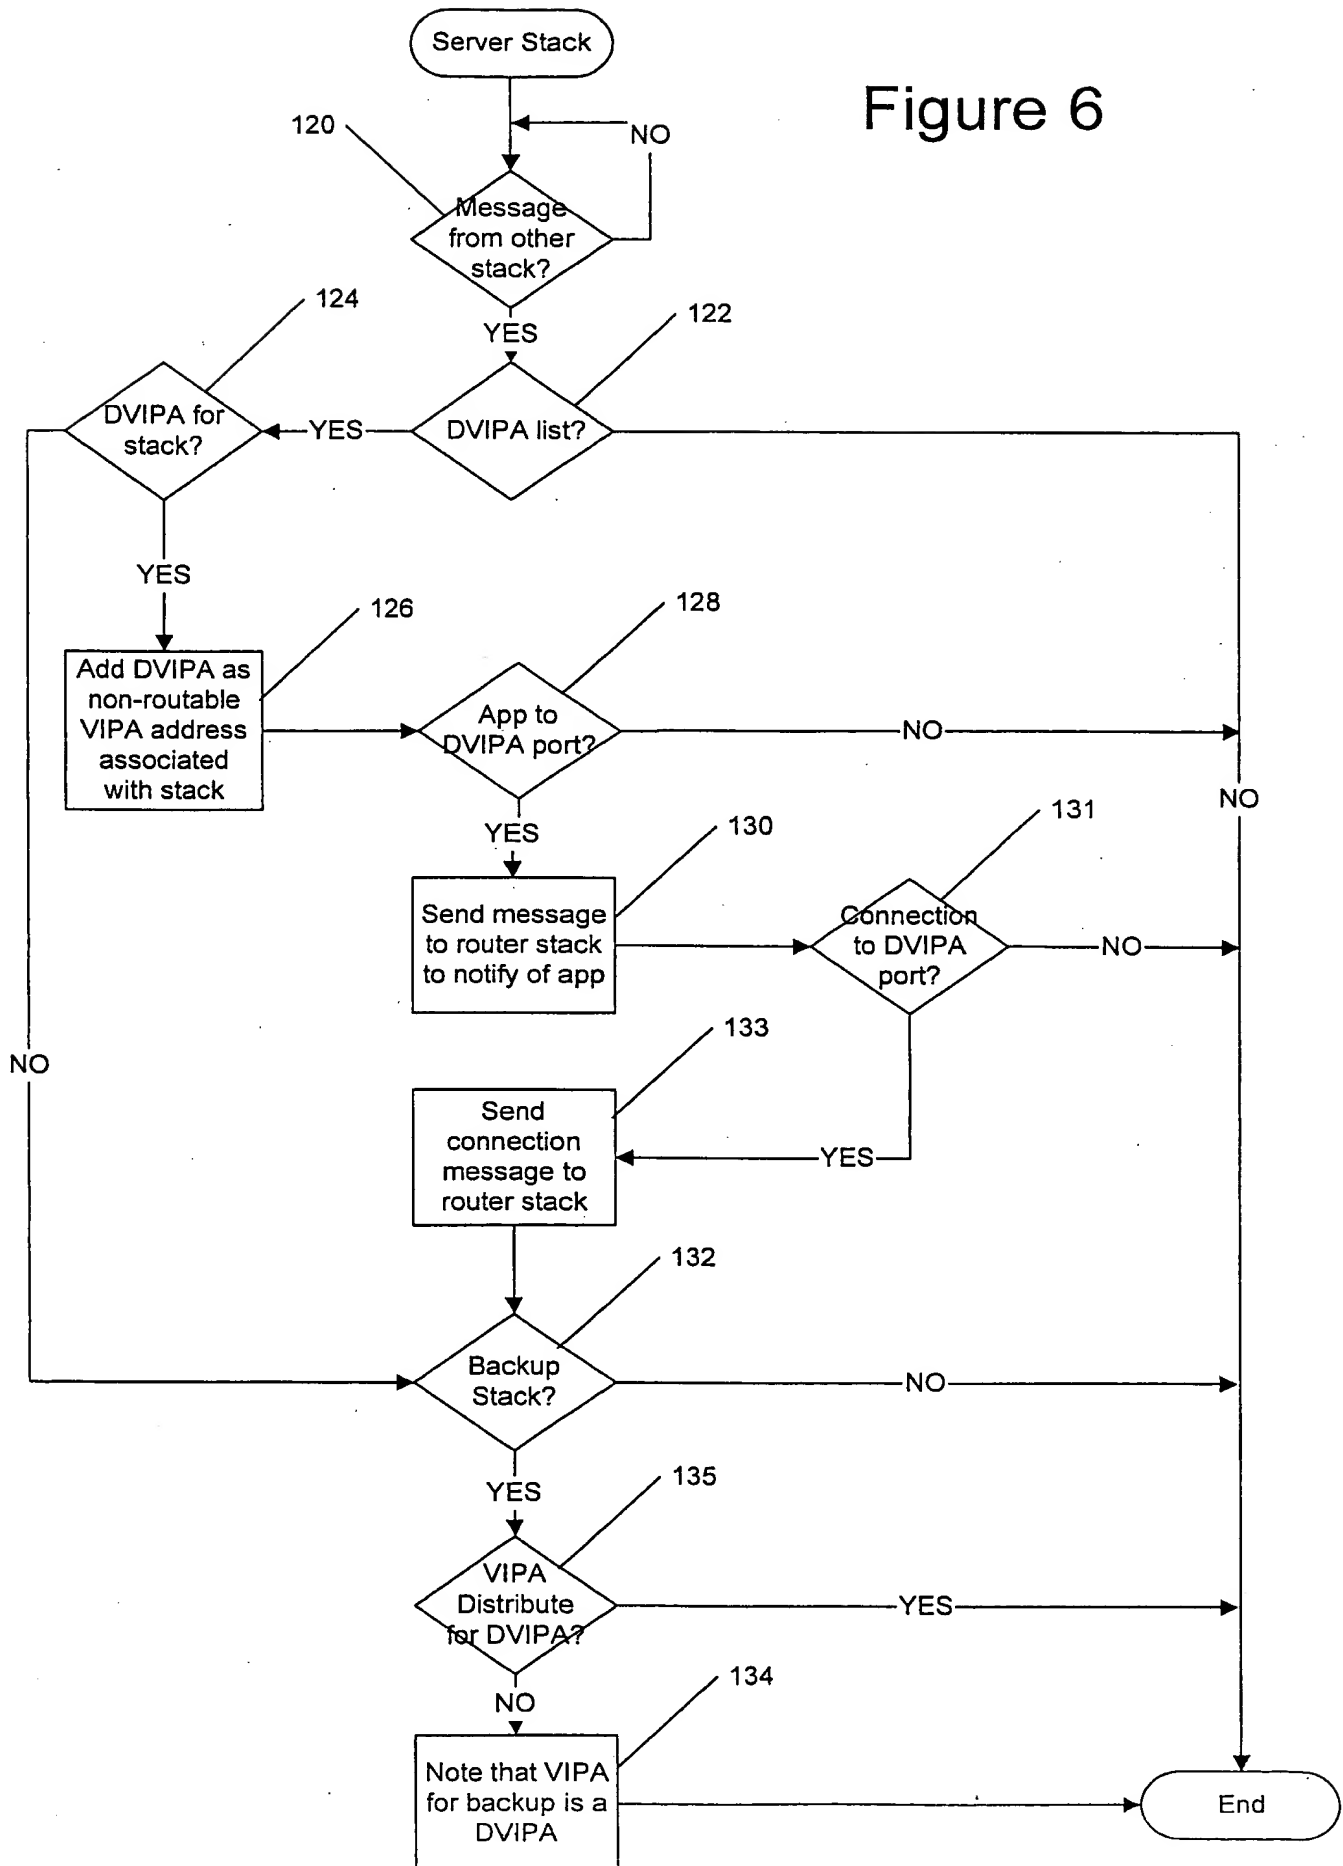 Server Stack
Figure 6
120
NO
Message
from other
stack?
124
YES
122
DVIPA for
stack?
YES
DVIPA list?
YES
126
128
Add DVIPA as
non-routable
VIPA address
associated
with stack
App to
DVIPA port?
NO
NO
YES
130
131
Send message
to router stack
to notify of app
Connection
to DVIPA
port?
NO
133
NO
Send
connection
message to
router stack
YES
132
Backup
Stack?
NO
YES
135
VIPA
Distribute
for DVIPA?
YES
NO
134
Note that VIPA
for backup is a
DVIPA
End